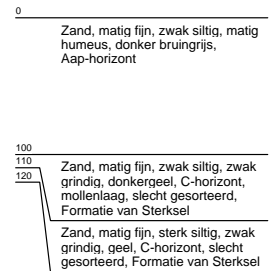 0
Zand, matig fijn, zwak siltig, matig
humeus, donker bruingrijs,
Aap-horizont
100
110
Zand, matig fijn, zwak siltig, zwak
grindig, donkergeel, C-horizont,
mollenlaag, slecht gesorteerd,
Formatie van Sterksel
120
Zand, matig fijn, sterk siltig, zwak
grindig, geel, C-horizont, slecht
gesorteerd, Formatie van Sterksel